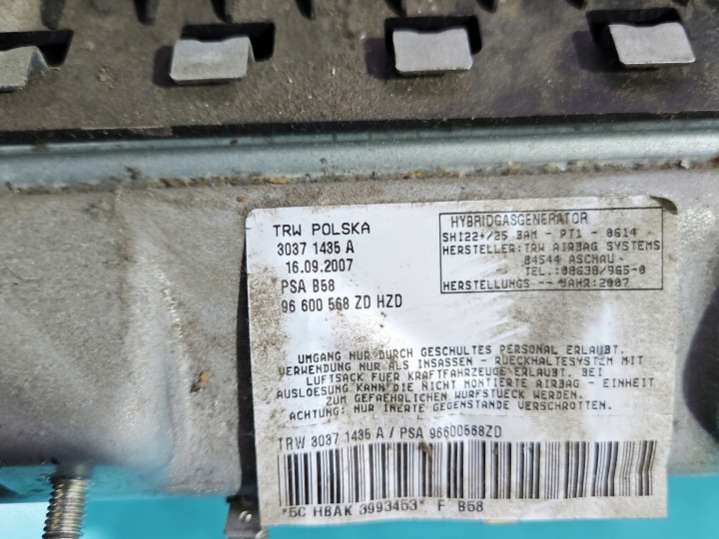 TRW POLSKA
3037 1435 A
16.09.2007
PSA B58
96 600 568 ZD HZD
HYBRIDGASGENERATOR
SHI22+/25 BAM - PT1 - 0614
HERSTELLER:TRW AIRBAG SYSTEMS
84544 ASCHAU
TEL.:08638/965-0
HERSTELLUNGS -- JAHR:2007
UMGANG NUR DURCH GESCHULTES PERSONAL ERLAUBT.
VERWENDUNG NUR ALS INSASSEN - RUECKHALTESYSTEM MIT
LUFTSACK FUER KRAFTFAHRZEUGE ERLAUBT. BEI
AUSLOESUNG KANN DIE NICHT MONTIERTE AIRBAG - EINHEIT
ZUM GEFAEHRLICHEN WURFSTUECK WERDEN.
ACHTUNG: NUR INERTE GEGENSTANDE VERSCHROTTEN.
TRW 3037 1435 A / PSA 96600568ZD
*5C HBAK 3993453* F B58